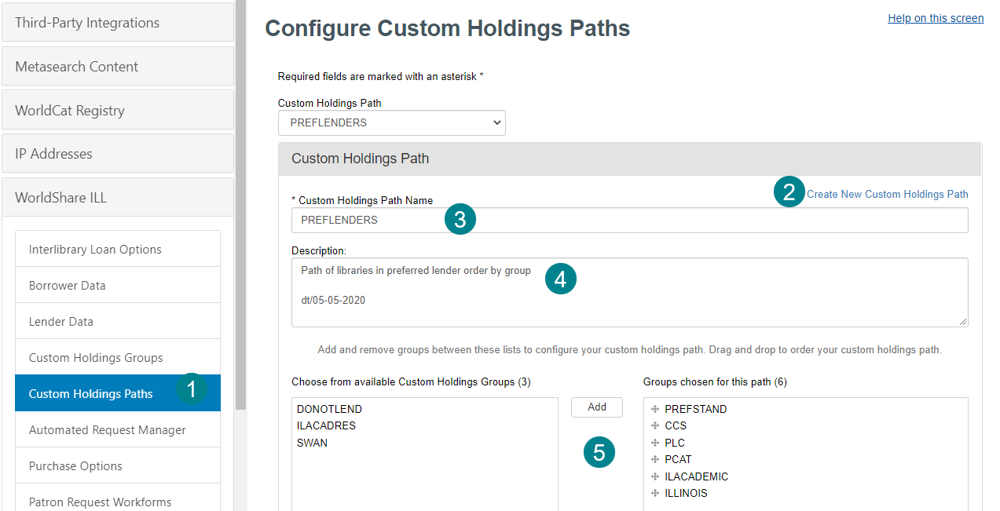 Third-Party Integrations
Metasearch Content
WorldCat Registry
IP Addresses
WorldShare ILL
Interlibrary Loan Options
Borrower Data
Lender Data
Custom Holdings Groups
Custom Holdings Paths
1
Automated Request Manager
Purchase Options
Patron Request Workforms
Configure Custom Holdings Paths
Help on this screen
Required fields are marked with an asterisk *
Custom Holdings Path
PREFLENDERS
Custom Holdings Path
2
Create New Custom Holdings Path
* Custom Holdings Path Name
PREFLENDERS
3
Description:
Path of libraries in preferred lender order by group
4
dt/05-05-2020
Add and remove groups between these lists to configure your custom holdings path. Drag and drop to order your custom holdings path.
Choose from available Custom Holdings Groups (3)
DONOTLEND
ILACADRES
SWAN
Add
5
Groups chosen for this path (6)
PREFSTAND
CCS
PLC
PCAT
ILACADEMIC
ILLINOIS